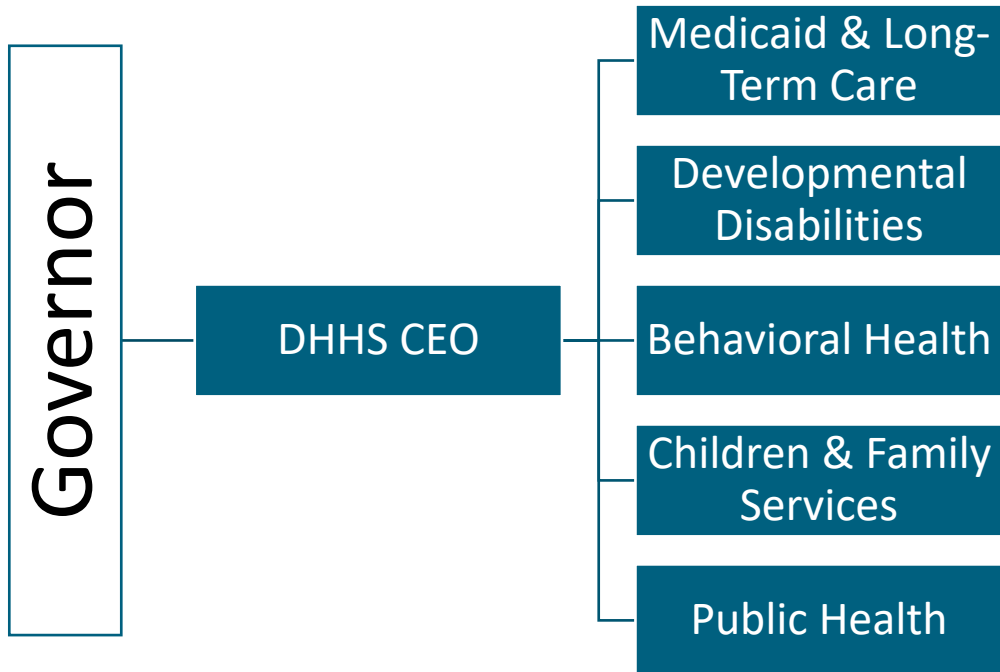 Governor
DHHS CEO
Medicaid & Long-
Term Care
Developmental
Disabilities
Behavioral Health
Children & Family
Services
Public Health